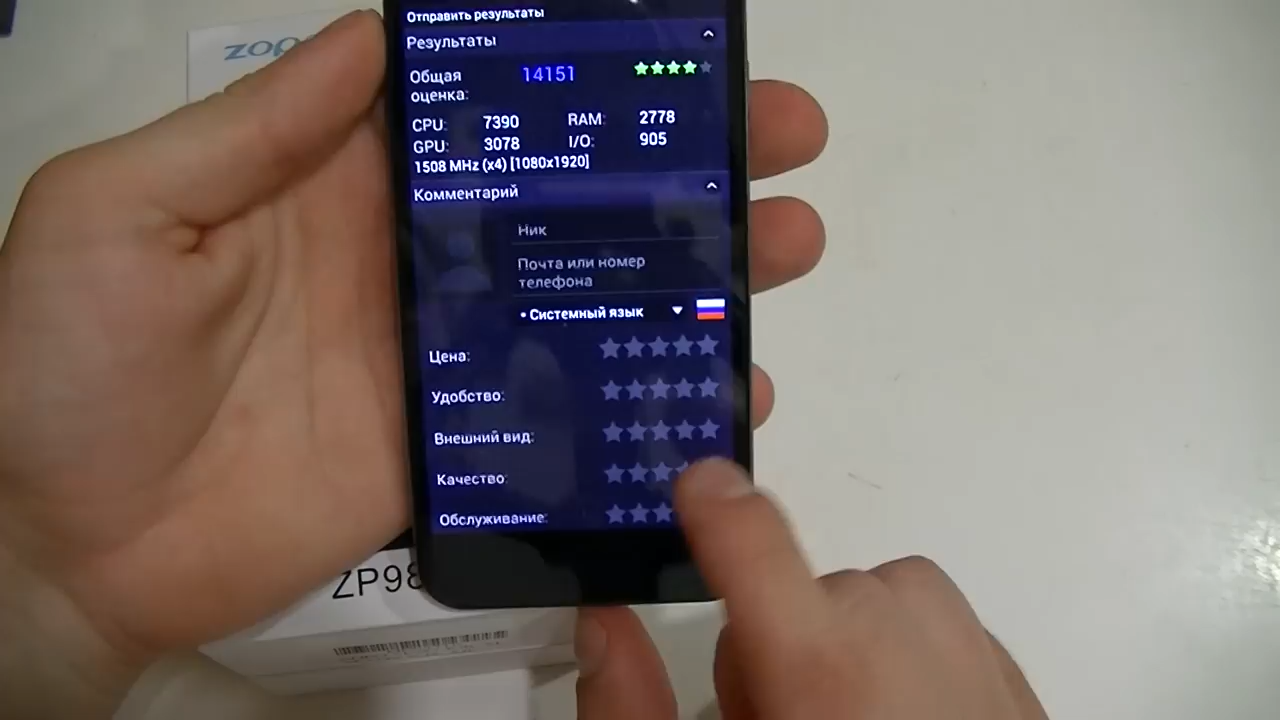 Отправить результаты
Результаты
Общая оценка: 14151
CPU: 7390 RAM: 2778
GPU: 3078 I/O: 905
1508 MHz (x4) [1080x1920]
Комментарий
Ник
Почта или номер
телефона
• Системный язык
Цена:
Удобство:
Внешний вид:
Качество:
Обслуживание: